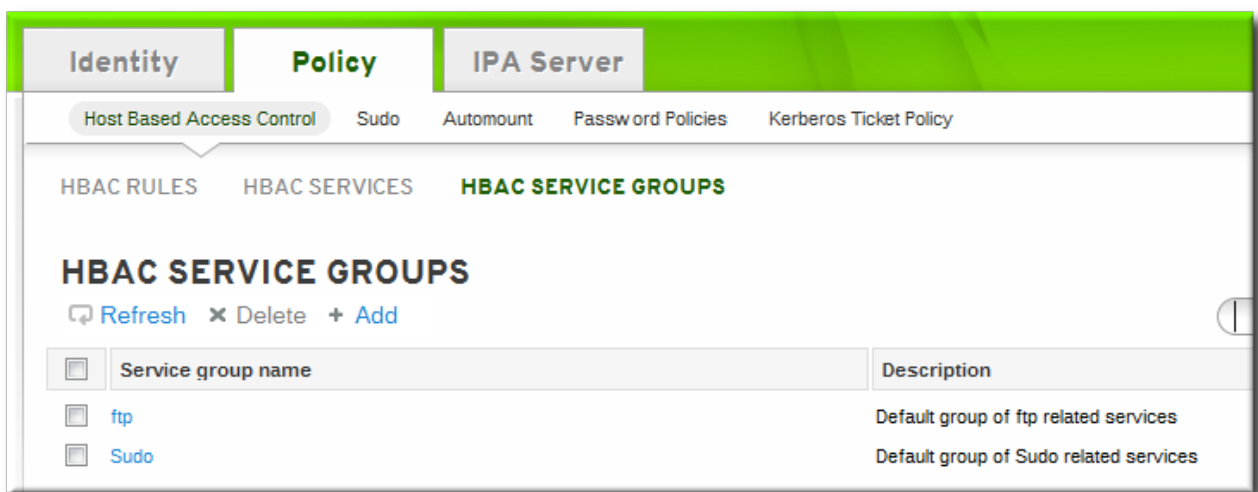 Identity Policy IPA Server
Host Based Access Control Sudo Automount Password Policies Kerberos Ticket Policy
HBAC RULES HBAC SERVICES HBAC SERVICE GROUPS
HBAC SERVICE GROUPS
Refresh Delete + Add
Service group name Description
ftp Default group of ftp related services
Sudo Default group of Sudo related services